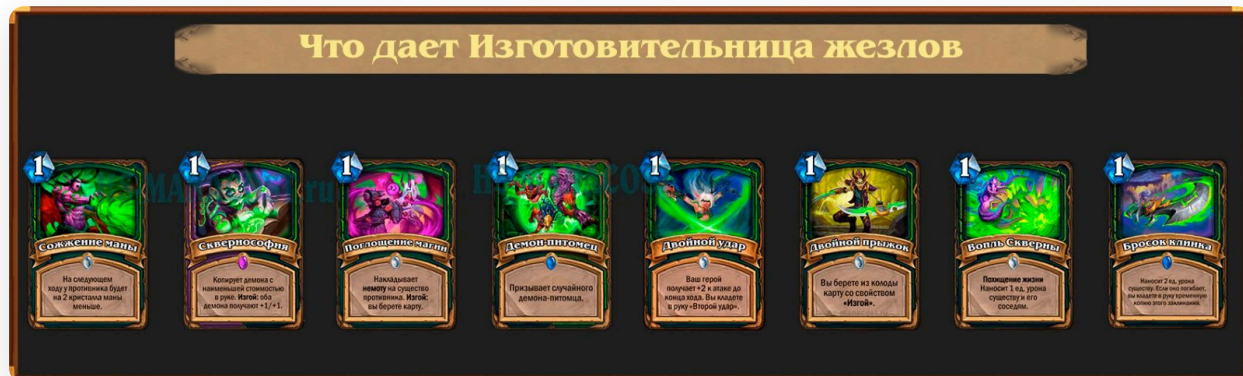 Что дает Изготовительница жезлов
1
Сожжение маны
На следующем
ходу у противника будет
на 2 кристалла маны
меньше.
1
Сквернософия
Копирует демона с
наименьшей стоимостью
в руке. Изгой: оба
демона получают +1/+1.
1
Поглощение магии
Накладывает
немоту на существо
противника. Изгой:
вы берете карту.
1
Демон-питомец
Призывает случайного
демона-питомца.
1
Двойной удар
Ваш герой
получает +2 к атаке до
конца хода. Вы кладете
в руку «Второй удар».
1
Двойной прыжок
Вы берете из колоды
карту со свойством
«Изгой».
1
Вопль Скверны
Похищение жизни
Наносит 1 ед. урона
существу и его
соседям.
1
Бросок клинка
Наносит 2 ед. урона
существу. Если оно погибает,
вы кладете в руку временную
копию этого заклинания.